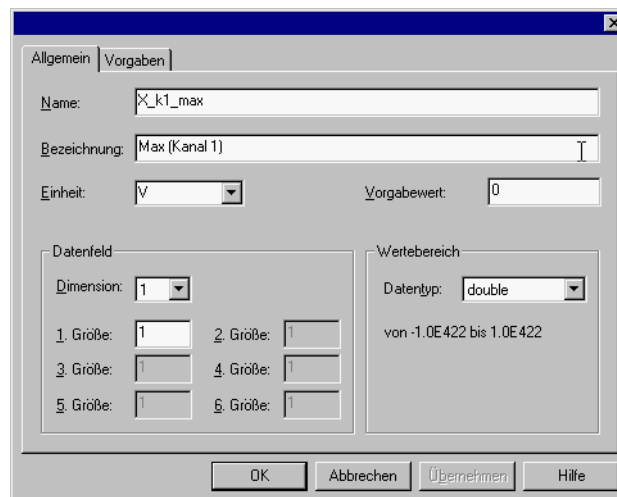 Allgemein Vorgaben
Name: X_k1_max
Bezeichnung: Max (Kanal 1)
Einheit: V Vorgabewert: 0
Datenfeld Wertebereich
Dimension: 1 Datentyp: double
1. Größe: 1 2. Größe: 1 von -1.0E422 bis 1.0E422
3. Größe: 1 4. Größe: 1
5. Größe: 1 6. Größe: 1
OK Abbrechen Übernehmen Hilfe